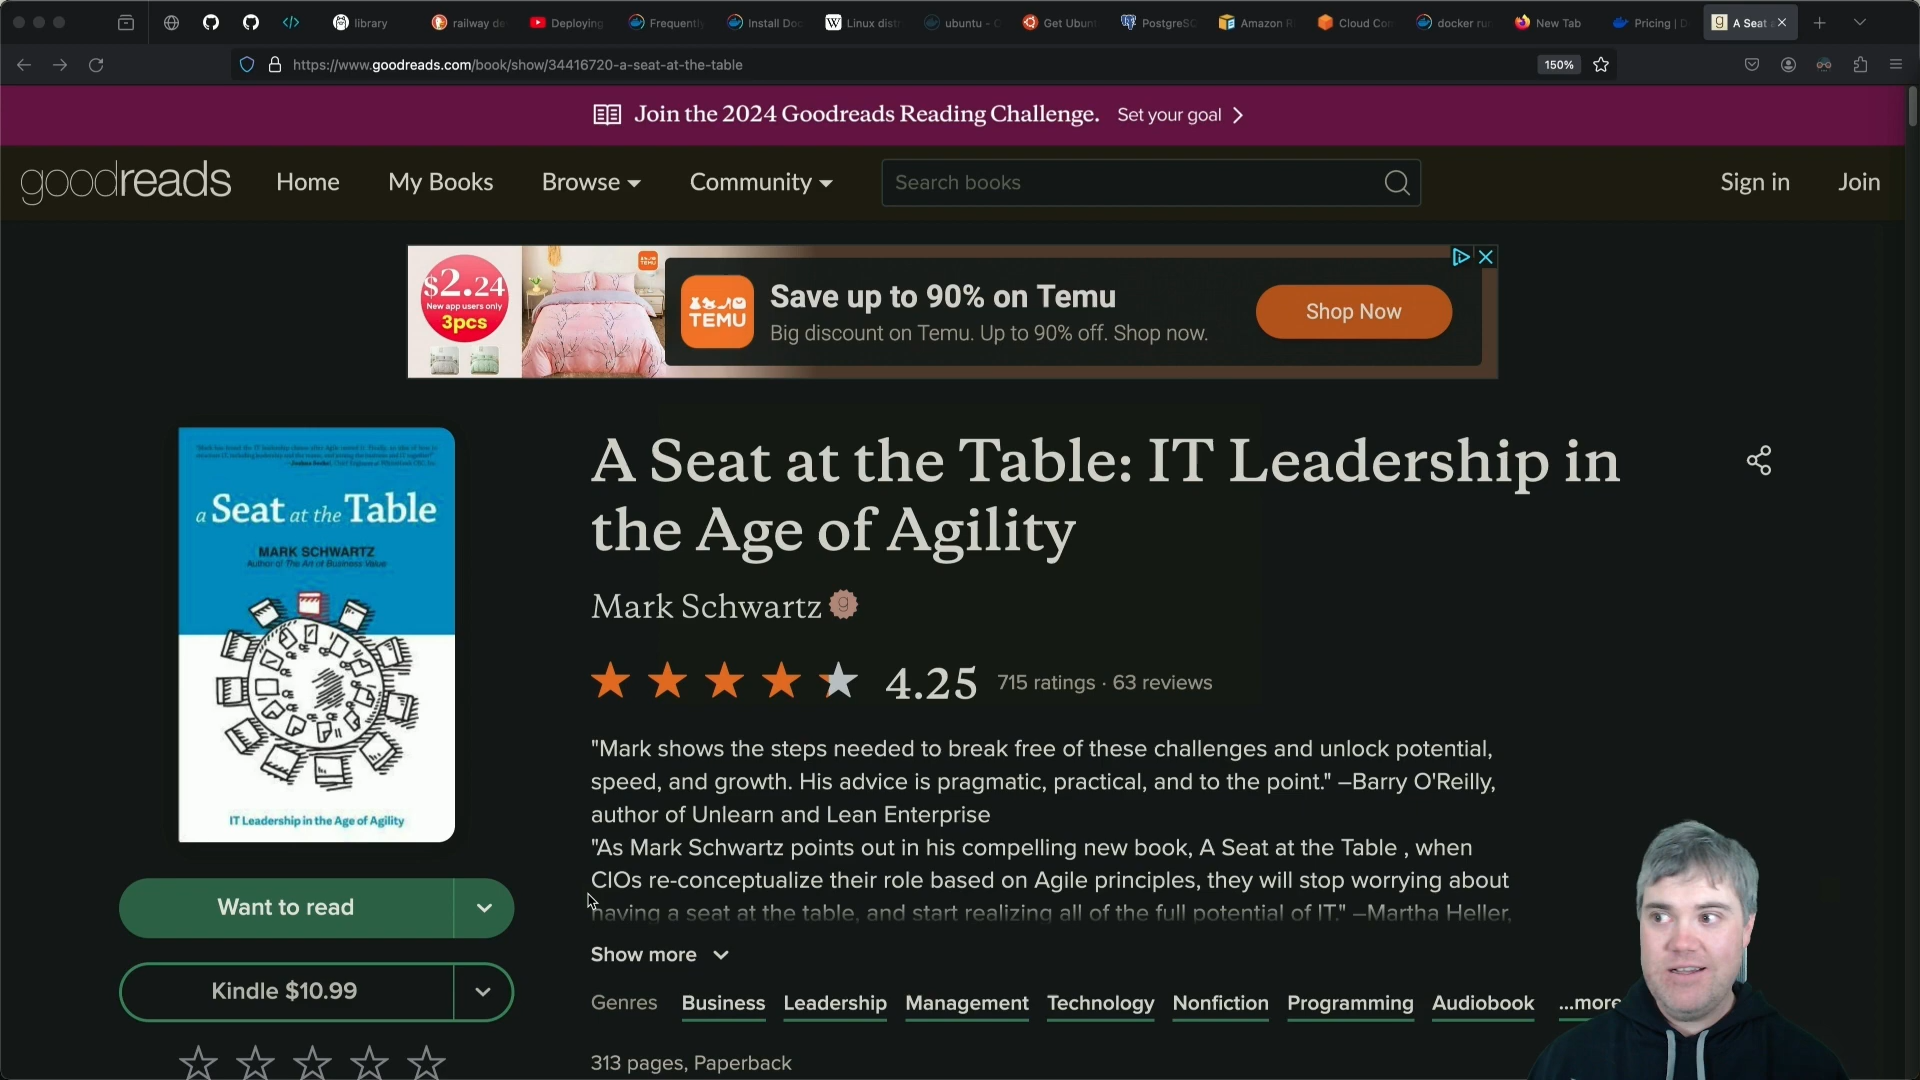 library
railway de
Deploying
Frequentl
Install Doc
Linux dist
ubuntu - O
Get Ubun
PostgreSQ
Amazon R
Cloud Con
docker run
New Tab
Pricing | D
A Seat
https://www.goodreads.com/book/show/34416720-a-seat-at-the-table
150%
Join the 2024 Goodreads Reading Challenge. Set your goal
goodreads
Home
My Books
Browse
Community
Search books
Sign in
Join
$2.24
New app users only
3pcs
TEMU
Save up to 90% on Temu
Big discount on Temu. Up to 90% off. Shop now.
Shop Now
a Seat at the Table
MARK SCHWARTZ
Author of The Art of Business Value
IT Leadership in the Age of Agility
Want to read
Kindle $10.99
A Seat at the Table: IT Leadership in
the Age of Agility
Mark Schwartz
4.25 715 ratings · 63 reviews
"Mark shows the steps needed to break free of these challenges and unlock potential,
speed, and growth. His advice is pragmatic, practical, and to the point." –Barry O'Reilly,
author of Unlearn and Lean Enterprise
"As Mark Schwartz points out in his compelling new book, A Seat at the Table , when
CIOs re-conceptualize their role based on Agile principles, they will stop worrying about
having a seat at the table, and start realizing all of the full potential of IT." –Martha Heller,
Show more
Genres Business Leadership Management Technology Nonfiction Programming Audiobook ...more
313 pages, Paperback